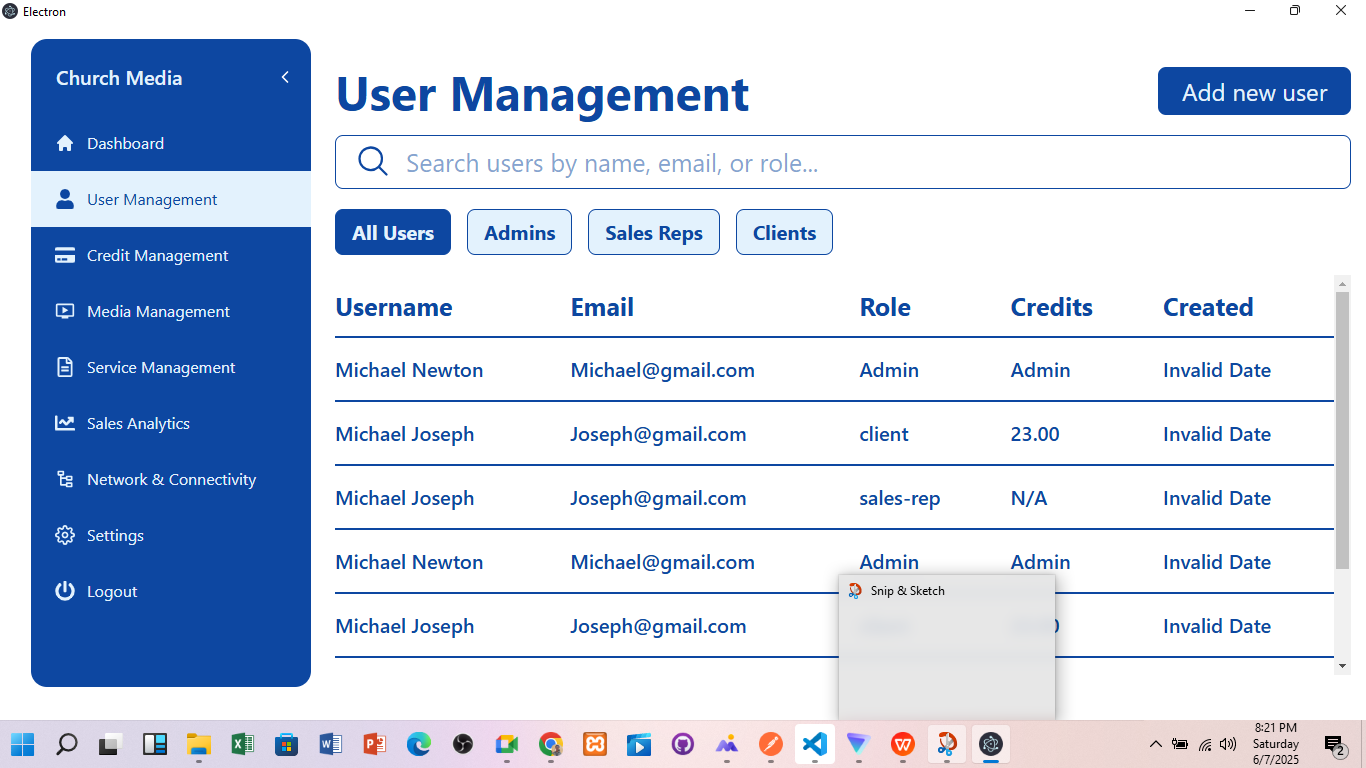 Electron
Church Media
Dashboard
User Management
Credit Management
Media Management
Service Management
Sales Analytics
Network & Connectivity
Settings
Logout
User Management
Add new user
Search users by name, email, or role...
All Users Admins Sales Reps Clients
Username Email Role Credits Created
Michael Newton Michael@gmail.com Admin Admin Invalid Date
Michael Joseph Joseph@gmail.com client 23.00 Invalid Date
Michael Joseph Joseph@gmail.com sales-rep N/A Invalid Date
Michael Newton Michael@gmail.com Admin Admin Invalid Date
Michael Joseph Joseph@gmail.com Invalid Date
Snip & Sketch
8:21 PM
Saturday
6/7/2025
2